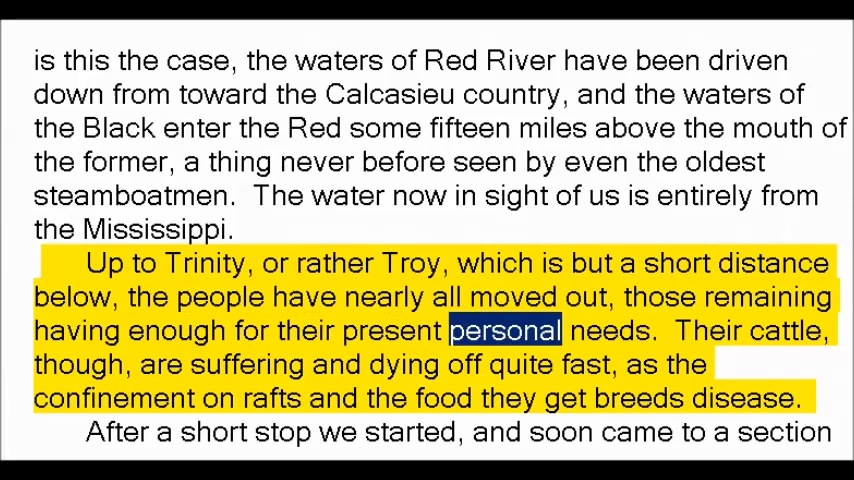 is this the case, the waters of Red River have been driven
down from toward the Calcasieu country, and the waters of
the Black enter the Red some fifteen miles above the mouth of
the former, a thing never before seen by even the oldest
steamboatmen.  The water now in sight of us is entirely from
the Mississippi.
Up to Trinity, or rather Troy, which is but a short distance
below, the people have nearly all moved out, those remaining
having enough for their present personal needs.  Their cattle,
though, are suffering and dying off quite fast, as the
confinement on rafts and the food they get breeds disease.
After a short stop we started, and soon came to a section